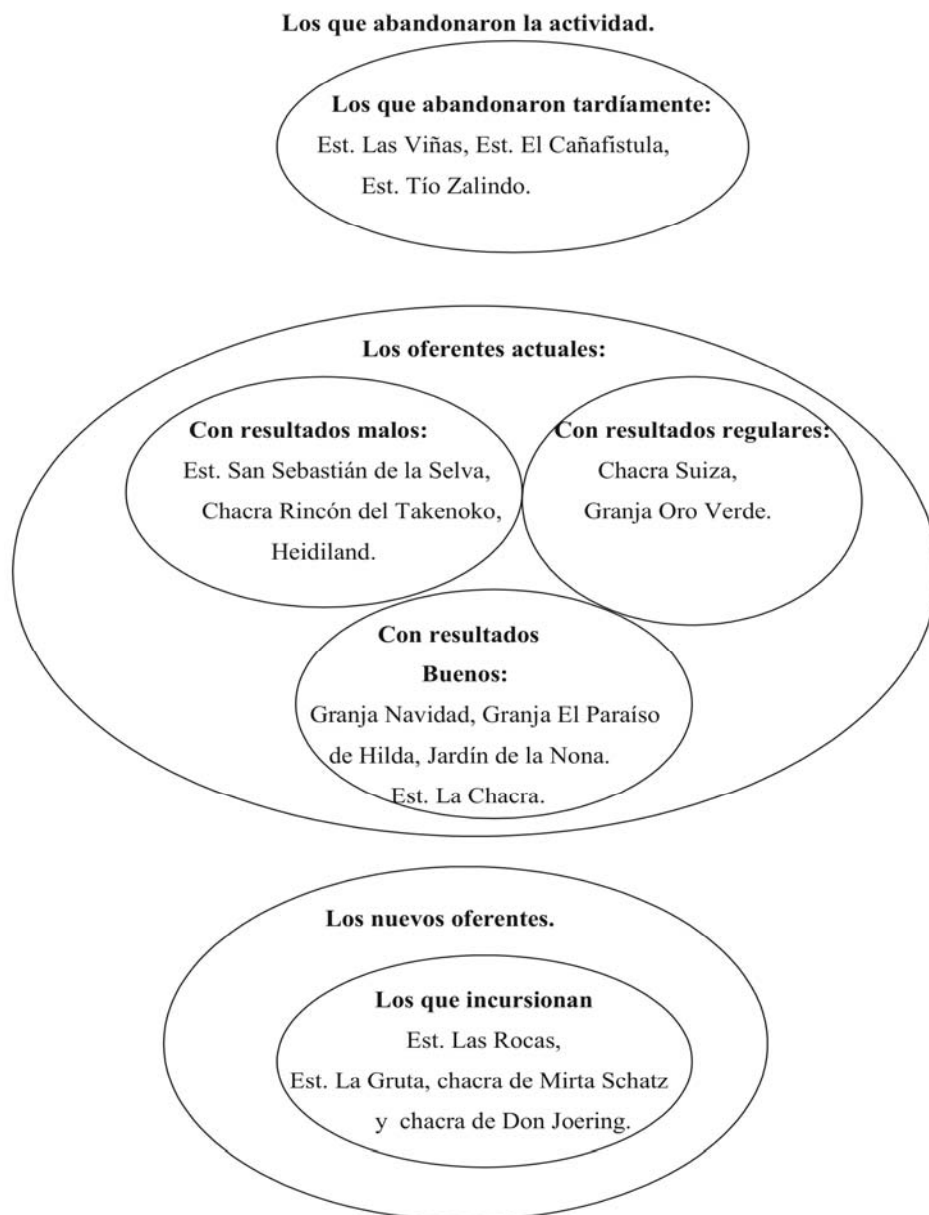 Los que abandonaron la actividad.
Los que abandonaron tardíamente:
Est. Las Viñas, Est. El Cañafistula,
Est. Tío Zalindo.
Los oferentes actuales:
Con resultados malos:
Est. San Sebastián de la Selva,
Chacra Rincón del Takenoko,
Heidiland.
Con resultados regulares:
Chacra Suiza,
Granja Oro Verde.
Con resultados
Buenos:
Granja Navidad, Granja El Paraíso
de Hilda, Jardín de la Nona.
Est. La Chacra.
Los nuevos oferentes.
Los que incursionan
Est. Las Rocas,
Est. La Gruta, chacra de Mirta Schatz
y chacra de Don Joering.